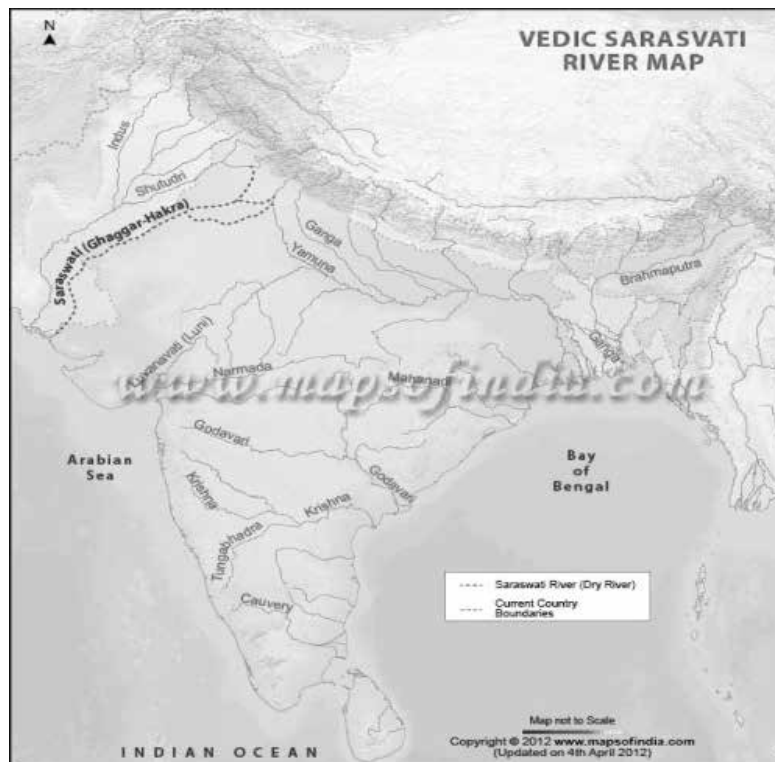 N
VEDIC SARASVATI
RIVER MAP
Indus
Shutudri
Saraswati (Ghaggar-Hakra)
Ganga
Yamuna
Brahmaputra
Ganga
Luvanavati (Luni)
Narmada
Mahanadi
www.mapsofindia.com
Godavari
Arabian
Sea
Bay
of
Bengal
Krishna
Godavari
Krishna
Tungabhadra
Cauvery
Saraswati River (Dry River)
Current Country
Boundaries
Map not to Scale
Copyright © 2012 www.mapsofindia.com
(Updated on 4th April 2012)
INDIAN OCEAN